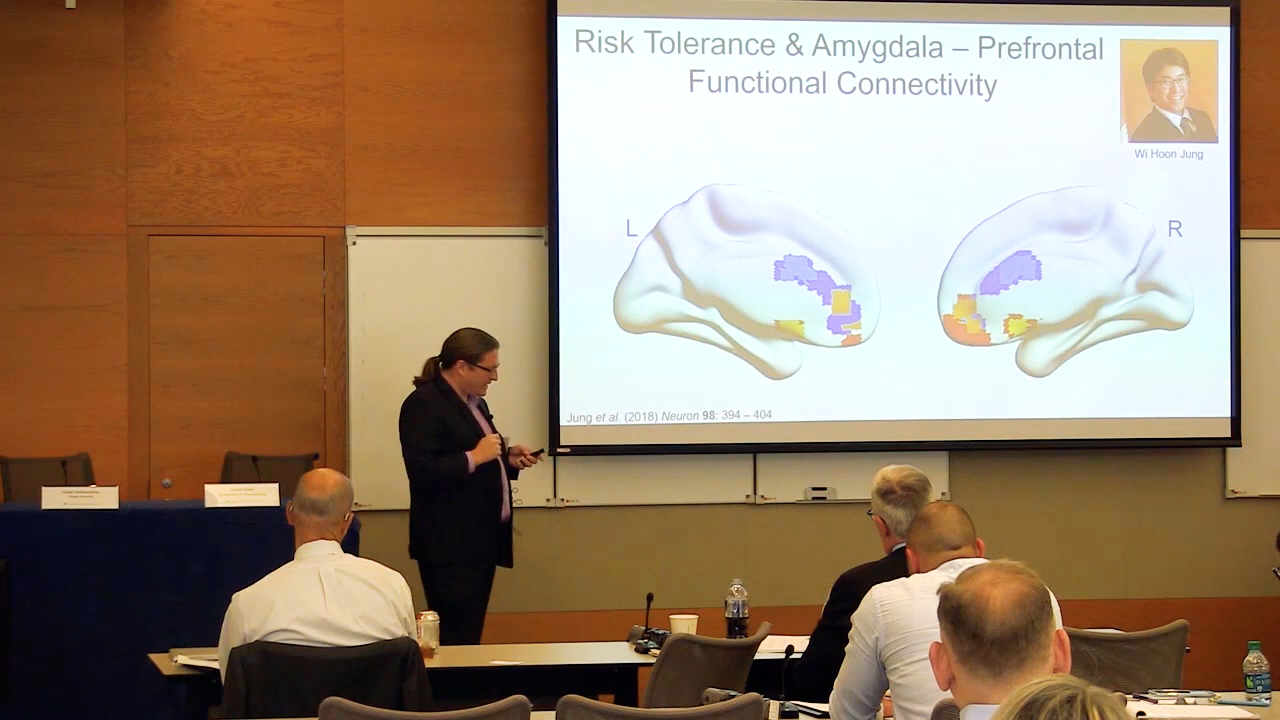 Risk Tolerance & Amygdala – Prefrontal
Functional Connectivity
Wi Hoon Jung
L
R
Jung et al. (2018) Neuron 98: 394 – 404